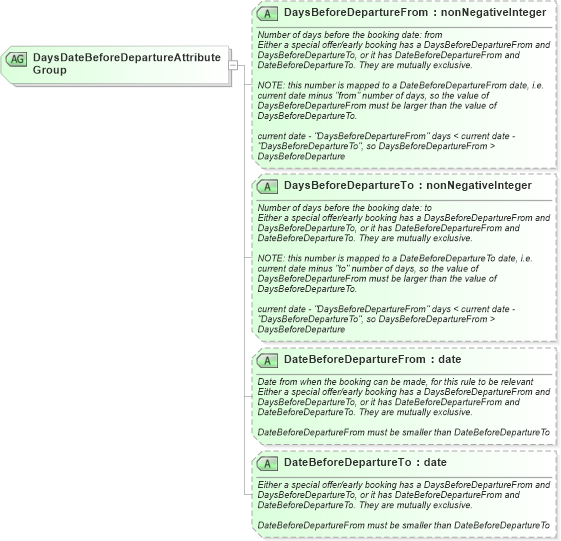 AG
DaysDateBeforeDepartureAttribute
Group
A
DaysBeforeDepartureFrom : nonNegativeInteger
Number of days before the booking date: from
Either a special offer/early booking has a DaysBeforeDepartureFrom and
DaysBeforeDepartureTo, or it has DateBeforeDepartureFrom and
DateBeforeDepartureTo. They are mutually exclusive.
NOTE: this number is mapped to a DateBeforeDepartureFrom date, i.e.
current date minus "from" number of days, so the value of
DaysBeforeDepartureFrom must be larger than the value of
DaysBeforeDepartureTo.
current date - "DaysBeforeDepartureFrom" days < current date -
"DaysBeforeDepartureTo", so DaysBeforeDepartureFrom >
DaysBeforeDeparture
A
DaysBeforeDepartureTo : nonNegativeInteger
Number of days before the booking date: to
Either a special offer/early booking has a DaysBeforeDepartureFrom and
DaysBeforeDepartureTo, or it has DateBeforeDepartureFrom and
DateBeforeDepartureTo. They are mutually exclusive.
NOTE: this number is mapped to a DateBeforeDepartureTo date, i.e.
current date minus "to" number of days, so the value of
DaysBeforeDepartureFrom must be larger than the value of
DaysBeforeDepartureTo.
current date - "DaysBeforeDepartureFrom" days < current date -
"DaysBeforeDepartureTo", so DaysBeforeDepartureFrom >
DaysBeforeDeparture
A
DateBeforeDepartureFrom : date
Date from when the booking can be made, for this rule to be relevant
Either a special offer/early booking has a DaysBeforeDepartureFrom and
DaysBeforeDepartureTo, or it has DateBeforeDepartureFrom and
DateBeforeDepartureTo. They are mutually exclusive.
DateBeforeDepartureFrom must be smaller than DateBeforeDepartureTo
A
DateBeforeDepartureTo : date
Either a special offer/early booking has a DaysBeforeDepartureFrom and
DaysBeforeDepartureTo, or it has DateBeforeDepartureFrom and
DateBeforeDepartureTo. They are mutually exclusive.
DateBeforeDepartureFrom must be smaller than DateBeforeDepartureTo